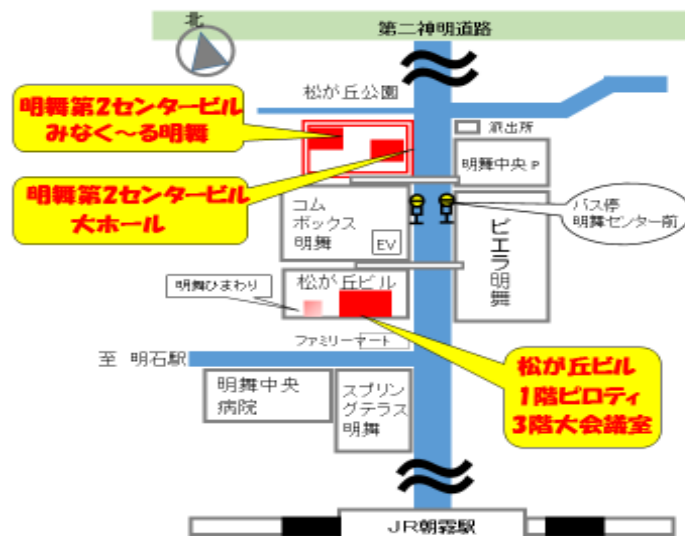 北
第二神明道路
松が丘公園
明舞第2センタービル
みなく～る明舞
派出所
明舞中央P
明舞第2センタービル
大ホール
コム
ボックス
明舞
EV
ピエラ明舞
バス停
明舞センター前
松が丘ビル
明舞ひまわり
ファミリーマート
至 明石駅
松が丘ビル
1階ピロティ
3階大会議室
明舞中央
病院
スプリン
グテラス
明舞
JR朝霧駅